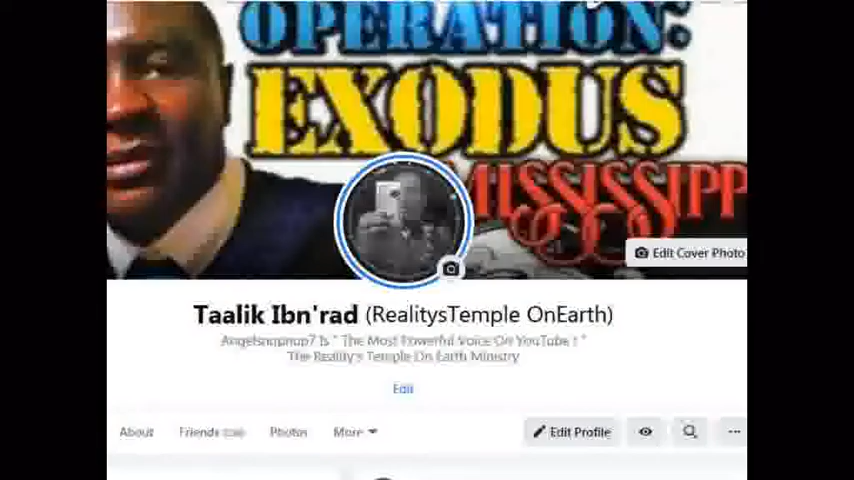 OPERATION:
EXODUS
MISSISSIPP
Edit Cover Photo
Taalik Ibn'rad (RealitysTemple OnEarth)
Angelsnupnup7 Is " The Most Powerful Voice On YouTube ! "
The Reality's Temple On Earth Ministry
Edit
About Friends Photos More Edit Profile